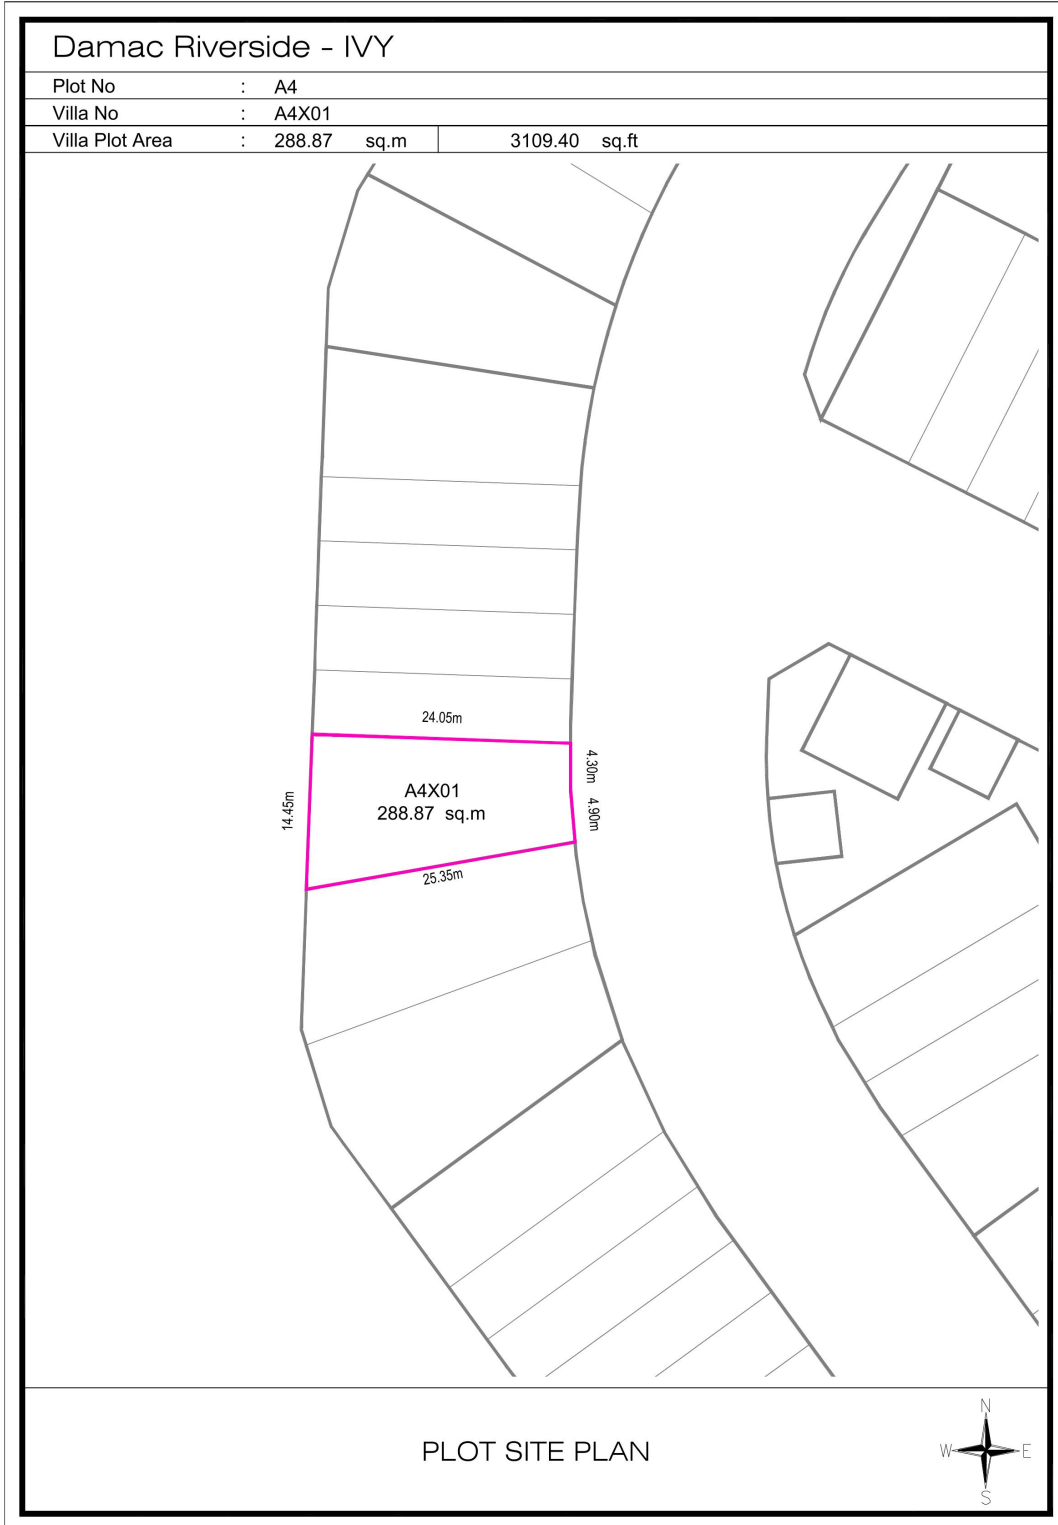 Damac Riverside - IVY
Plot No : A4
Villa No : A4X01
Villa Plot Area : 288.87 sq.m 3109.40 sq.ft
24.05m
4.30m
14.45m
A4X01
288.87 sq.m
4.90m
25.35m
PLOT SITE PLAN
N
W E
S